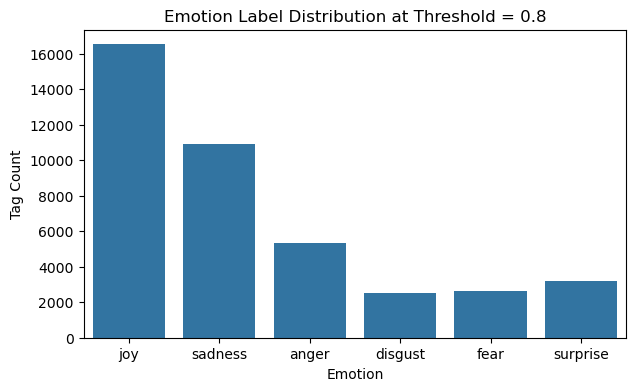 Emotion Label Distribution at Threshold = 0.8
Tag Count
16000
14000
12000
10000
8000
6000
4000
2000
0
joy sadness anger disgust fear surprise
Emotion